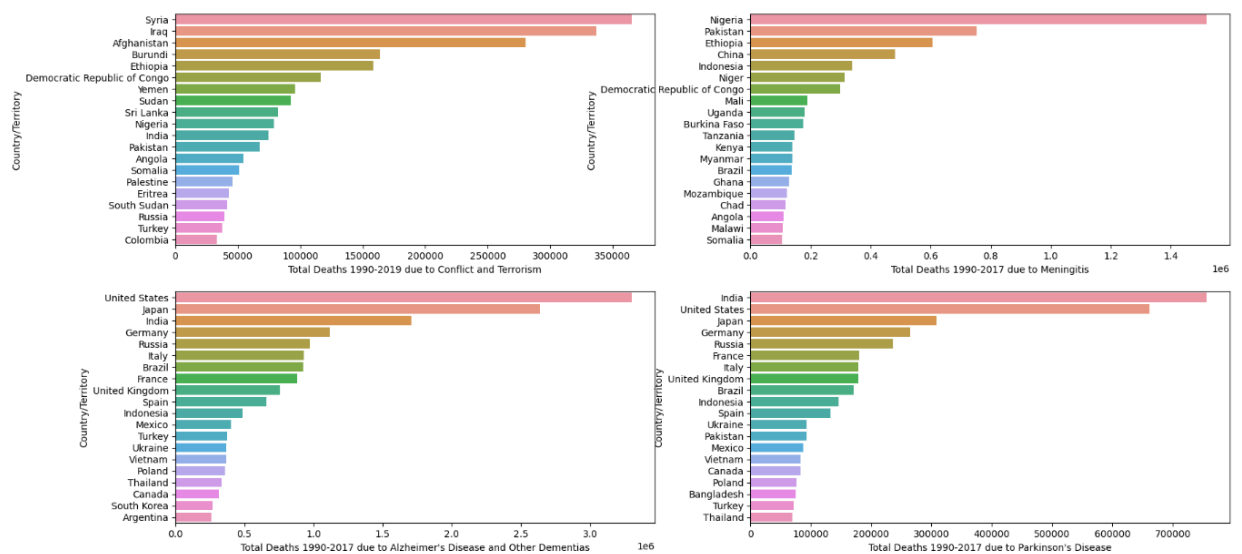 Syria
Iraq
Afghanistan
Burundi
Ethiopia
Democratic Republic of Congo
Yemen
Sudan
Sri Lanka
Nigeria
India
Pakistan
Angola
Somalia
Palestine
Eritrea
South Sudan
Russia
Turkey
Colombia
Country/Territory
0 50000 100000 150000 200000 250000 300000 350000
Total Deaths 1990-2019 due to Conflict and Terrorism
Nigeria
Pakistan
Ethiopia
China
Indonesia
Niger
Democratic Republic of Congo
Mali
Uganda
Burkina Faso
Tanzania
Kenya
Myanmar
Brazil
Ghana
Mozambique
Chad
Angola
Malawi
Somalia
Country/Territory
0.0 0.2 0.4 0.6 0.8 1.0 1.2 1.4
1e6
Total Deaths 1990-2017 due to Meningitis
United States
Japan
India
Germany
Russia
Italy
Brazil
France
United Kingdom
Spain
Indonesia
Mexico
Turkey
Ukraine
Vietnam
Poland
Thailand
Canada
South Korea
Argentina
Country/Territory
0.0 0.5 1.0 1.5 2.0 2.5 3.0
1e6
Total Deaths 1990-2017 due to Alzheimer's Disease and Other Dementias
India
United States
Japan
Germany
Russia
France
Italy
United Kingdom
Brazil
Indonesia
Spain
Ukraine
Pakistan
Mexico
Vietnam
Canada
Poland
Bangladesh
Turkey
Thailand
Country/Territory
0 100000 200000 300000 400000 500000 600000 700000
Total Deaths 1990-2017 due to Parkinson's Disease